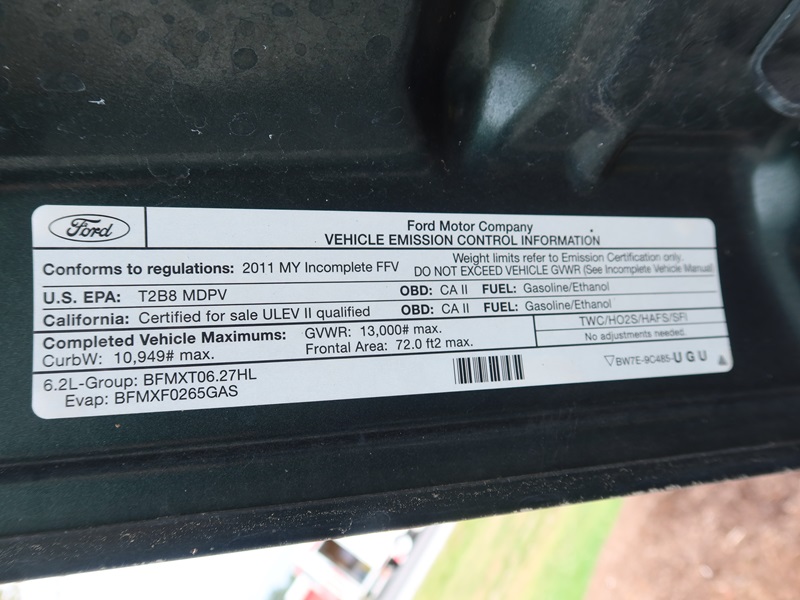 Ford
Ford Motor Company
VEHICLE EMISSION CONTROL INFORMATION
Conforms to regulations: 2011 MY Incomplete FFV
Weight limits refer to Emission Certification only.
DO NOT EXCEED VEHICLE GVWR (See Incomplete Vehicle Manual)
U.S. EPA: T2B8 MDPV OBD: CA II FUEL: Gasoline/Ethanol
California: Certified for sale ULEV II qualified OBD: CA II FUEL: Gasoline/Ethanol
Completed Vehicle Maximums: GVWR: 13,000# max.
CurbW: 10,949# max. Frontal Area: 72.0 ft2 max.
TWC/HO2S/HAFS/SFI
No adjustments needed.
6.2L-Group: BFMXT06.27HL
Evap: BFMXF0265GAS
BW7E-9C485-UGU